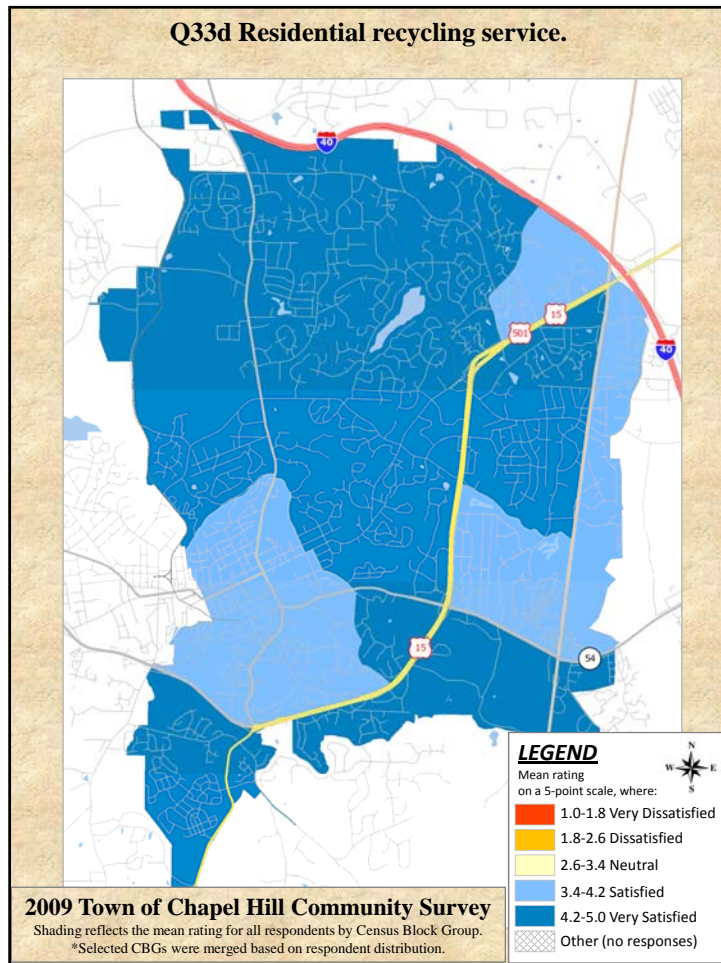 Q33d Residential recycling service.
40
15
501
40
15
54
LEGEND
Mean rating
on a 5-point scale, where:
N
W E
S
1.0-1.8 Very Dissatisfied
1.8-2.6 Dissatisfied
2.6-3.4 Neutral
3.4-4.2 Satisfied
4.2-5.0 Very Satisfied
Other (no responses)
2009 Town of Chapel Hill Community Survey
Shading reflects the mean rating for all respondents by Census Block Group.
*Selected CBGs were merged based on respondent distribution.